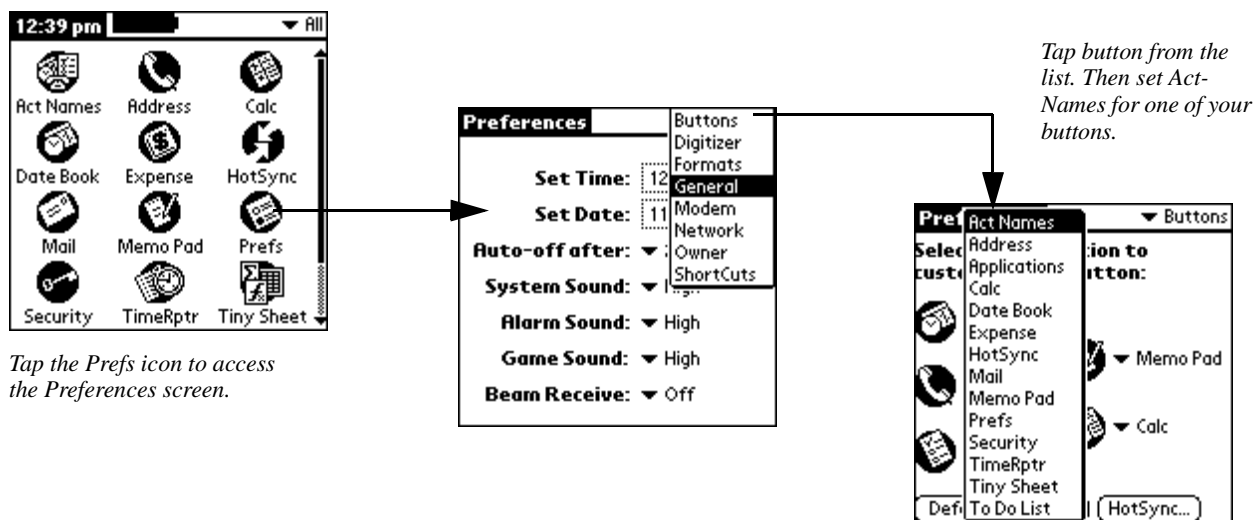 12:39 pm
All
Act Names Address Calc
Date Book Expense HotSync
Mail Memo Pad Prefs
Security TimeRptr Tiny Sheet
Tap the Prefs icon to access
the Preferences screen.
Preferences
Set Time: 12
Set Date: 11
Auto-off after:
System Sound:
Alarm Sound: High
Game Sound: High
Beam Receive: Off
Buttons
Digitizer
Formats
General
Modem
Network
Owner
ShortCuts
Tap button from the
list. Then set Act-
Names for one of your
buttons.
Buttons
Act Names
Address
Applications
Calc
Date Book
Expense
HotSync
Mail
Memo Pad
Prefs
Security
TimeRptr
Tiny Sheet
To Do List
to
Memo Pad
Calc
HotSync...